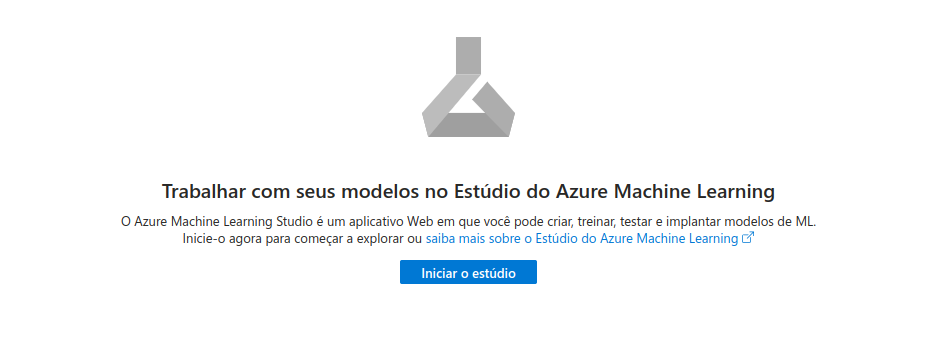 Trabalhar com seus modelos no Estúdio do Azure Machine Learning
O Azure Machine Learning Studio é um aplicativo Web em que você pode criar, treinar, testar e implantar modelos de ML.
Inicie-o agora para começar a explorar ou saiba mais sobre o Estúdio do Azure Machine Learning
Iniciar o estúdio